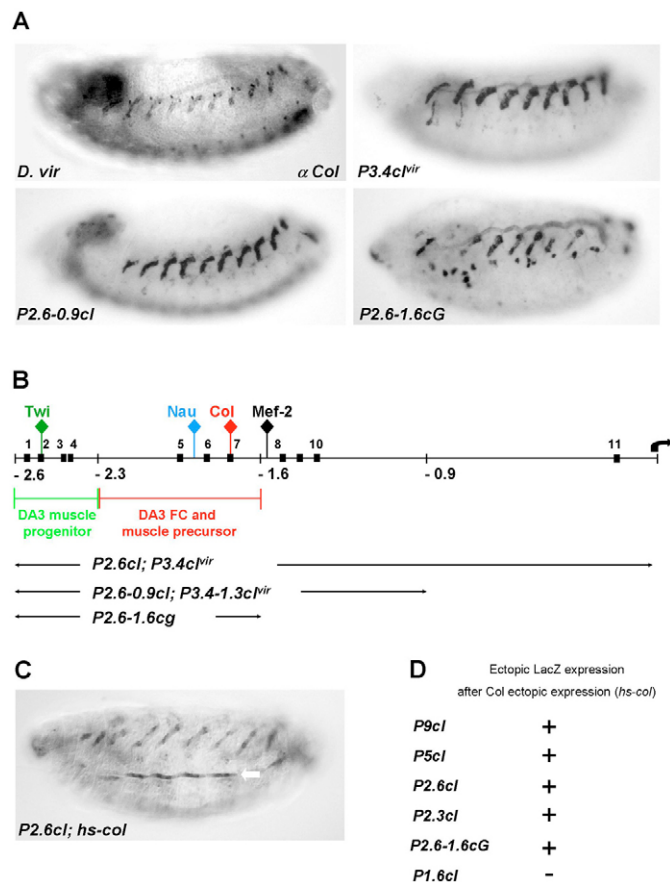 A
D. vir
α Col
P3.4cl^vir
P2.6-0.9cl
P2.6-1.6cG
B
Twi Nau Col Mef-2
1 2 3 4 5 6 7 8 10 11
- 2.6 - 2.3 - 1.6 - 0.9
DA3 muscle progenitor
DA3 FC and muscle precursor
P2.6cl; P3.4cl^vir
P2.6-0.9cl; P3.4-1.3cl^vir
P2.6-1.6cg
C
P2.6cl; hs-col
D
Ectopic LacZ expression
after Col ectopic expression (hs-col)
P9cl +
P5cl +
P2.6cl +
P2.3cl +
P2.6-1.6cG +
P1.6cl -